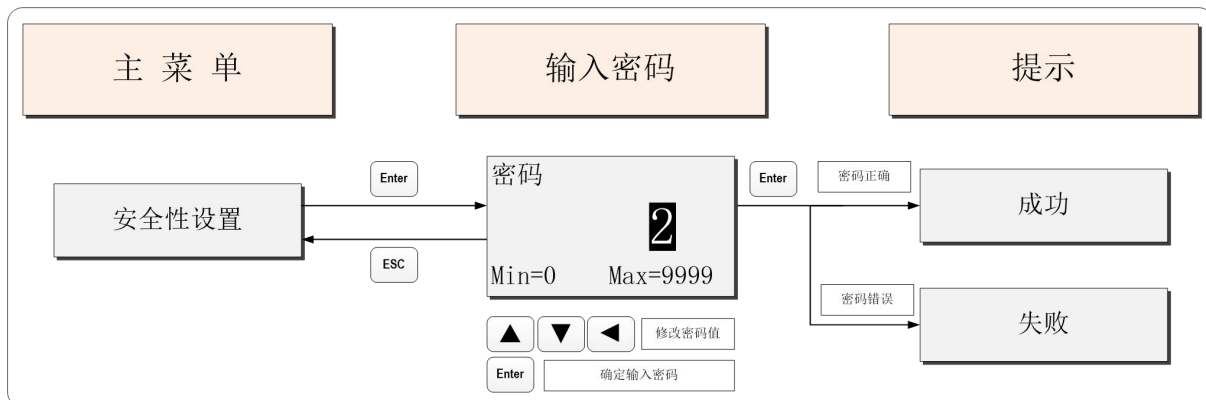 主 菜 单
输入密码
提示
安全性设置
Enter
ESC
密码
2
Min=0 Max=9999
修改密码值
Enter
确定输入密码
Enter
密码正确
成功
密码错误
失败